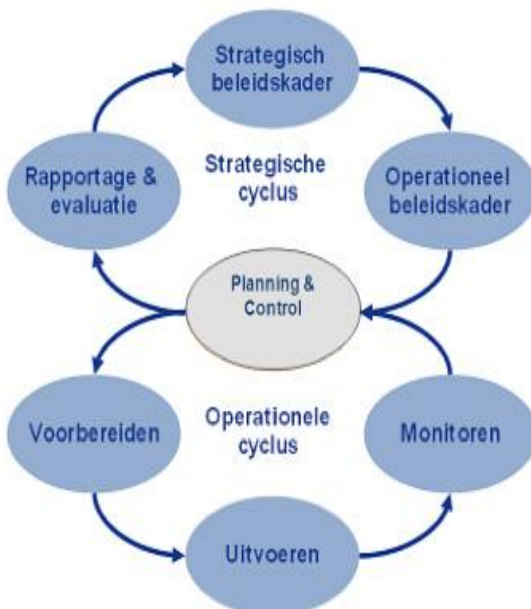 Strategisch
beleidskader
Rapportage &
evaluatie
Strategische
cyclus
Operationeel
beleidskader
Planning &
Control
Voorbereiden
Operationele
cyclus
Monitoren
Uitvoeren